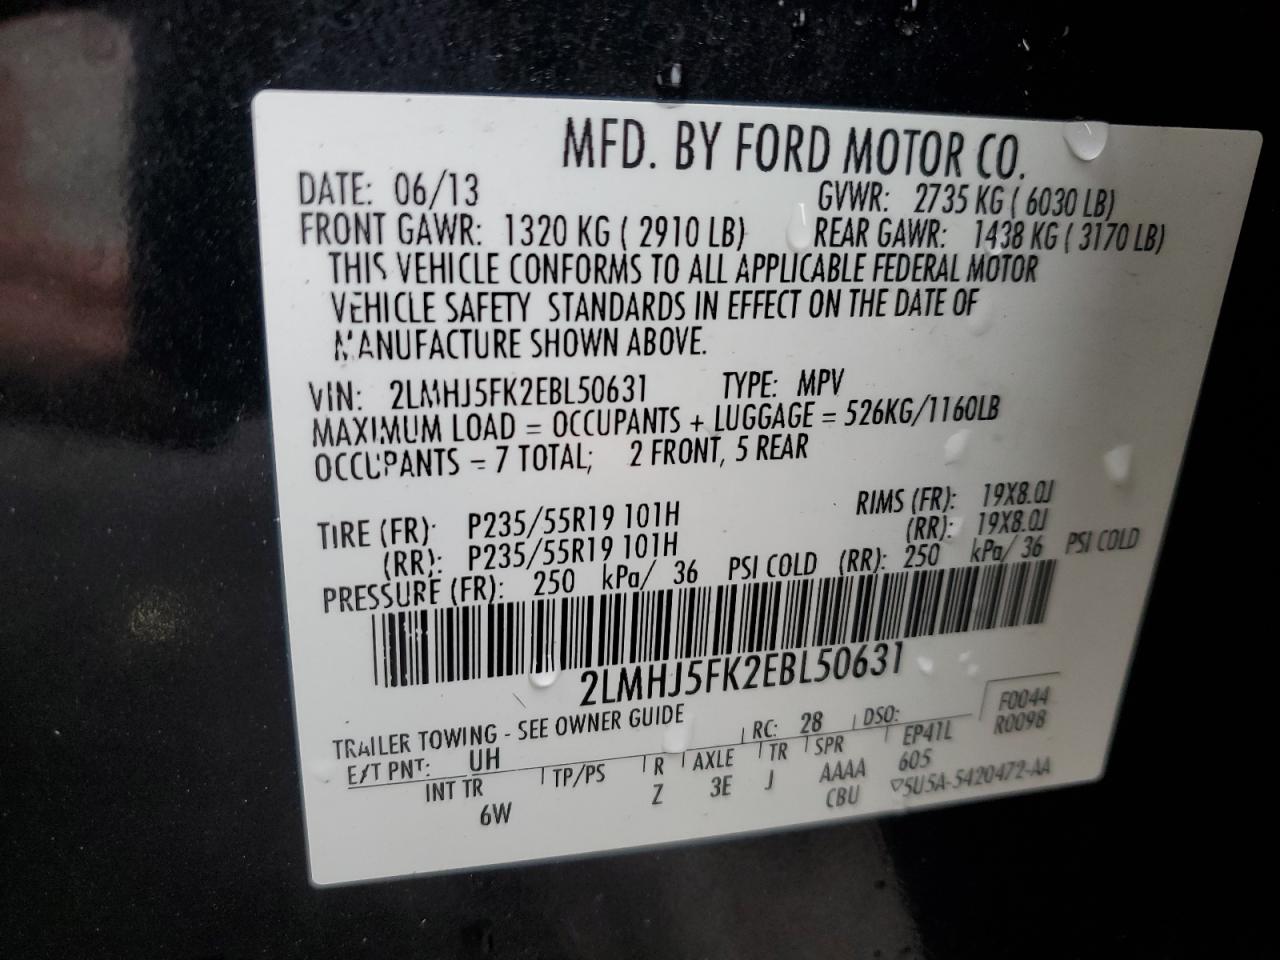 MFD. BY FORD MOTOR CO.
DATE: 06/13 GVWR: 2735 KG ( 6030 LB)
FRONT GAWR: 1320 KG ( 2910 LB) REAR GAWR: 1438 KG ( 3170 LB)
THIS VEHICLE CONFORMS TO ALL APPLICABLE FEDERAL MOTOR
VEHICLE SAFETY STANDARDS IN EFFECT ON THE DATE OF
MANUFACTURE SHOWN ABOVE.
VIN: 2LMHJ5FK2EBL50631 TYPE: MPV
MAXIMUM LOAD = OCCUPANTS + LUGGAGE = 526KG/1160LB
OCCUPANTS = 7 TOTAL; 2 FRONT, 5 REAR
TIRE (FR): P235/55R19 101H RIMS (FR): 19X8.0J
(RR): P235/55R19 101H (RR): 19X8.0J
PRESSURE (FR): 250 kPa/ 36 PSI COLD (RR): 250 kPa/ 36 PSI COLD
2LMHJ5FK2EBL50631
TRAILER TOWING - SEE OWNER GUIDE
F0044
E/T PNT: UH RC: 28 DSO: R0098
INT TR TP/PS R AXLE TR SPR EP41L
6W Z 3E J AAAA 605
CBU ▽5U5A-5420472-AA